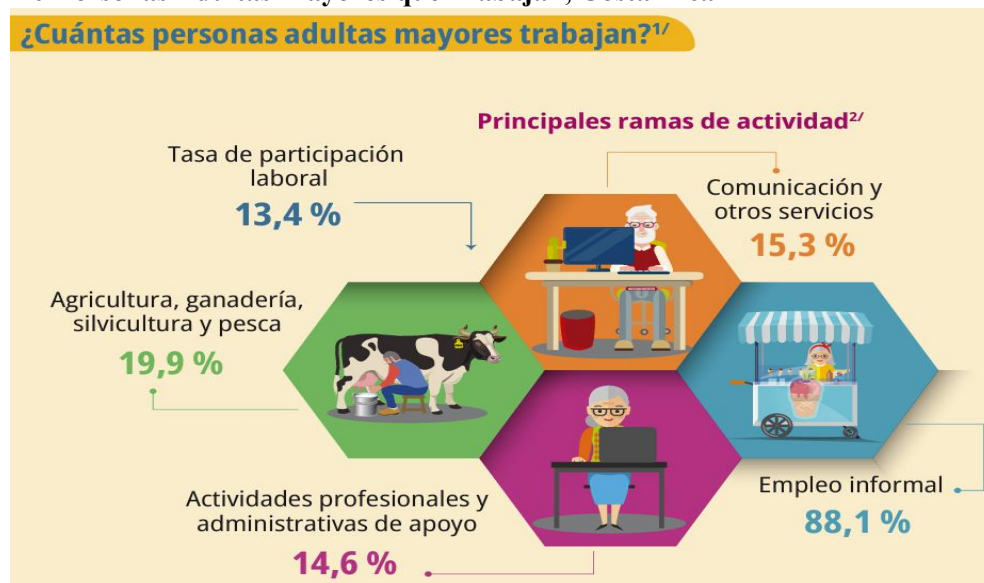 ¿Cuántas personas adultas mayores trabajan?1/
Principales ramas de actividad2/
Tasa de participación
laboral
13,4 %
Comunicación y
otros servicios
15,3 %
Agricultura, ganadería,
silvicultura y pesca
19,9 %
Empleo informal
88,1 %
Actividades profesionales y
administrativas de apoyo
14,6 %